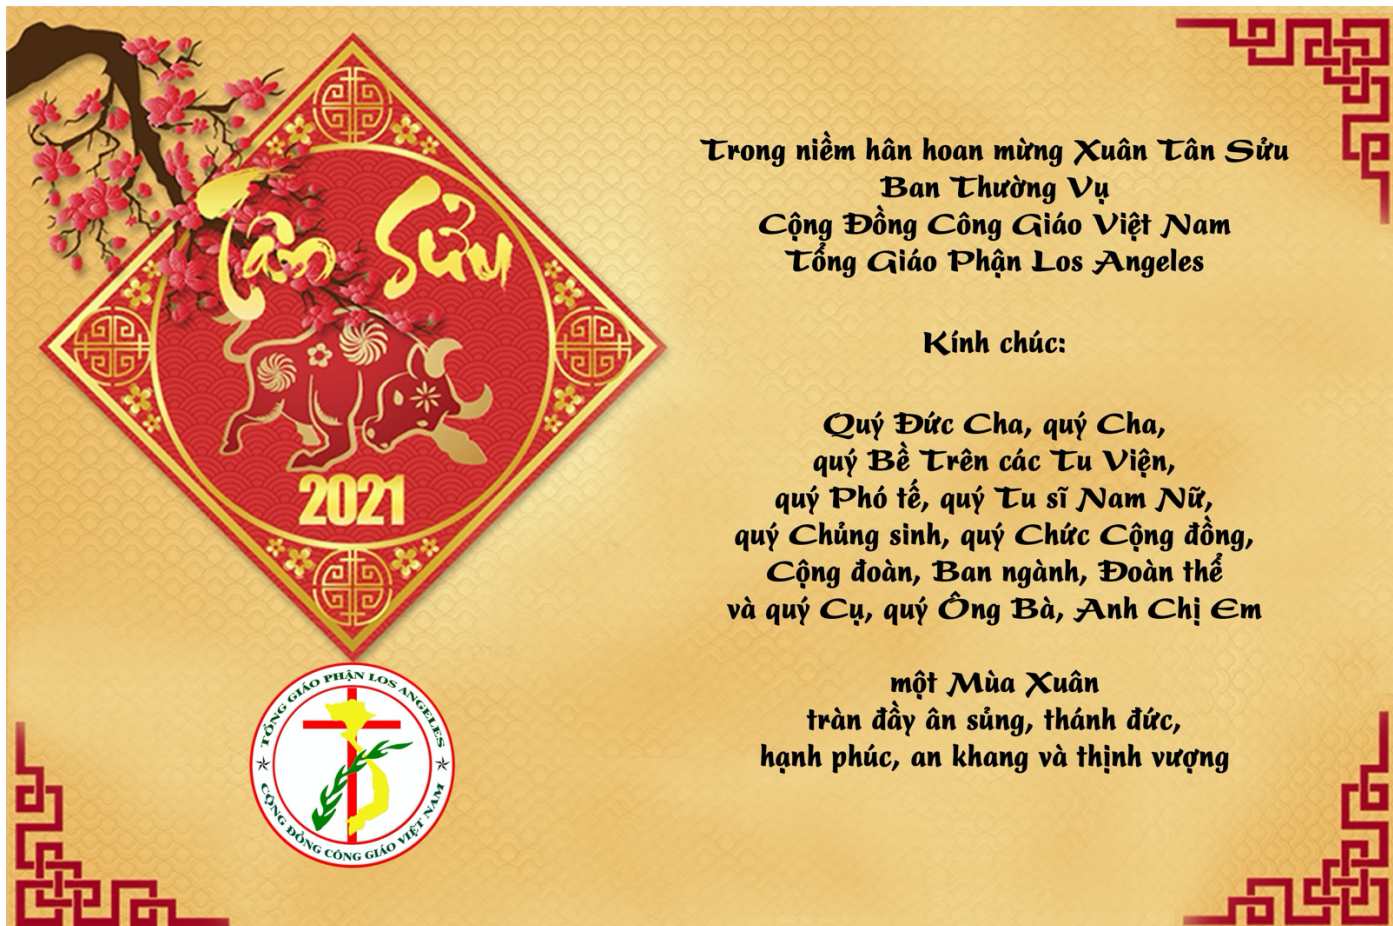 Tân Sửu
2021
TỔNG GIÁO PHẬN LOS ANGELES
CỘNG ĐỒNG CÔNG GIÁO VIỆT NAM
Trong niềm hân hoan mừng Xuân Tân Sửu
Ban Thường Vụ
Cộng Đồng Công Giáo Việt Nam
Tổng Giáo Phận Los Angeles
Kính chúc:
Quý Đức Cha, quý Cha,
quý Bề Trên các Tu Viện,
quý Phó tế, quý Tu sĩ Nam Nữ,
quý Chủng sinh, quý Chức Cộng đồng,
Cộng đoàn, Ban ngành, Đoàn thể
và quý Cụ, quý Ông Bà, Anh Chị Em
một Mùa Xuân
tràn đầy ân sủng, thánh đức,
hạnh phúc, an khang và thịnh vượng